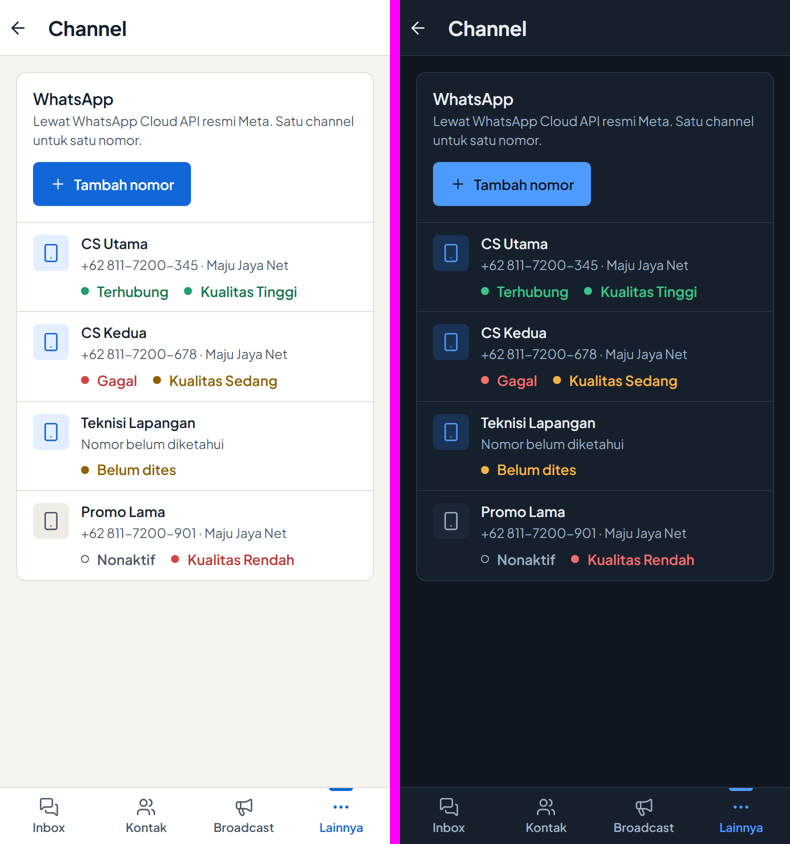 Channel
WhatsApp
Lewat WhatsApp Cloud API resmi Meta. Satu channel
untuk satu nomor.
Tambah nomor
CS Utama
+62 811-7200-345 · Maju Jaya Net
Terhubung Kualitas Tinggi
CS Kedua
+62 811-7200-678 · Maju Jaya Net
Gagal Kualitas Sedang
Teknisi Lapangan
Nomor belum diketahui
Belum dites
Promo Lama
+62 811-7200-901 · Maju Jaya Net
Nonaktif Kualitas Rendah
Inbox Kontak Broadcast Lainnya
Channel
WhatsApp
Lewat WhatsApp Cloud API resmi Meta. Satu channel
untuk satu nomor.
Tambah nomor
CS Utama
+62 811-7200-345 · Maju Jaya Net
Terhubung Kualitas Tinggi
CS Kedua
+62 811-7200-678 · Maju Jaya Net
Gagal Kualitas Sedang
Teknisi Lapangan
Nomor belum diketahui
Belum dites
Promo Lama
+62 811-7200-901 · Maju Jaya Net
Nonaktif Kualitas Rendah
Inbox Kontak Broadcast Lainnya